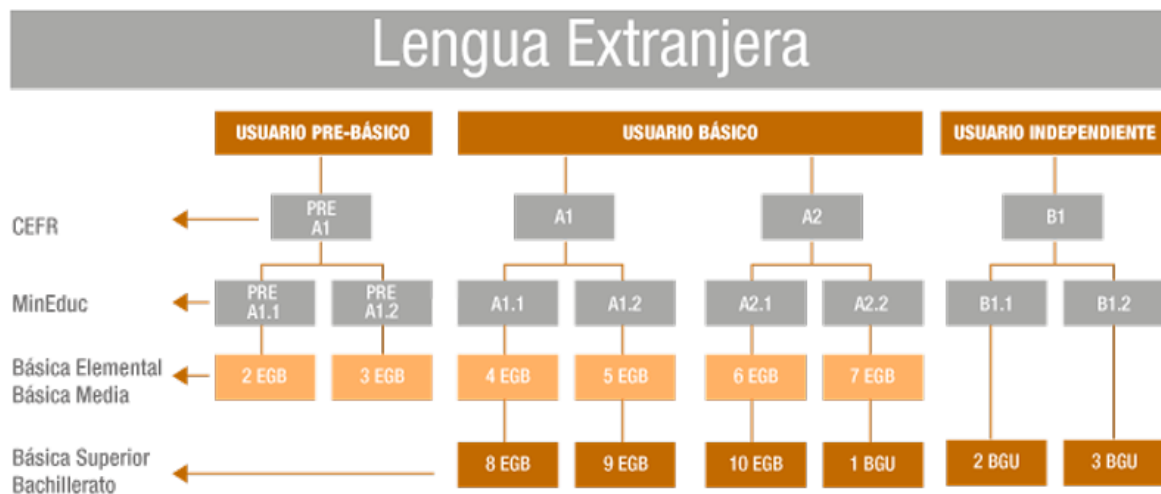 Lengua Extranjera
USUARIO PRE-BÁSICO
USUARIO BÁSICO
USUARIO INDEPENDIENTE
CEFR
PRE
A1
A1
A2
B1
MinEduc
PRE
A1.1
PRE
A1.2
A1.1
A1.2
A2.1
A2.2
B1.1
B1.2
Básica Elemental
Básica Media
2 EGB
3 EGB
4 EGB
5 EGB
6 EGB
7 EGB
Básica Superior
Bachillerato
8 EGB
9 EGB
10 EGB
1 BGU
2 BGU
3 BGU